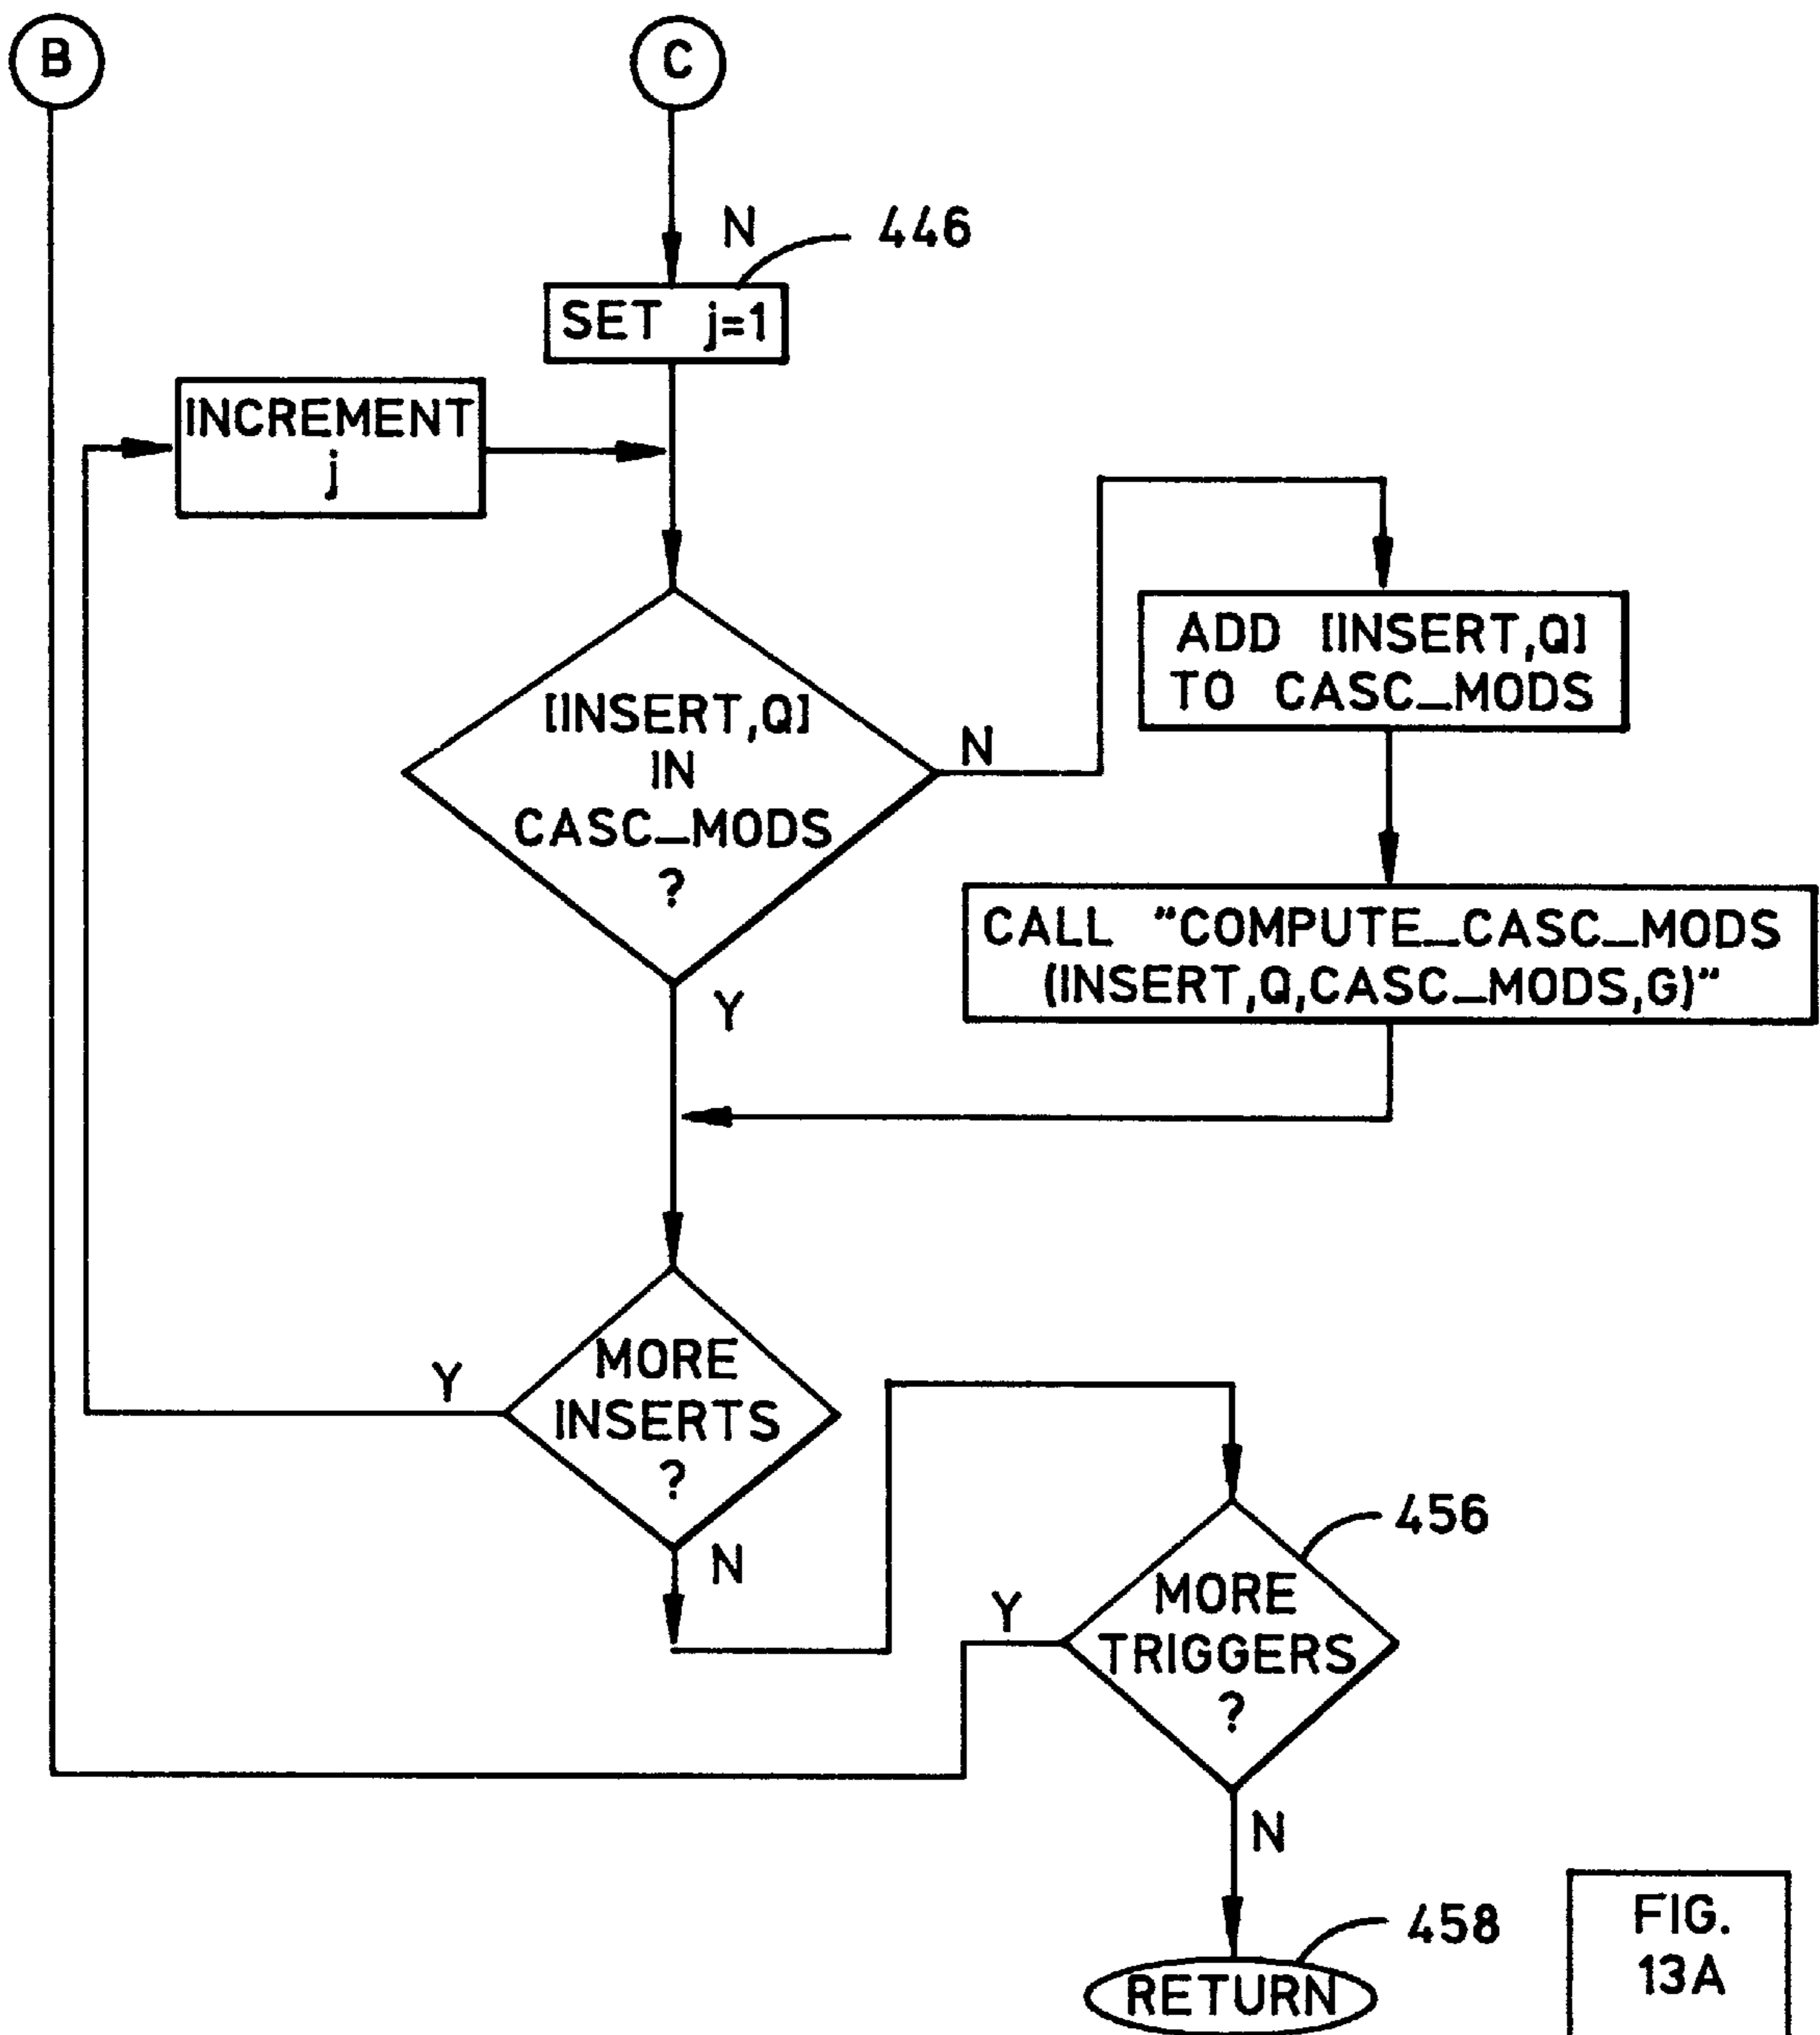 B
C
N
446
SET j=1
INCREMENT
j
[INSERT,Q]
IN
CASC_MODS
?
N
ADD [INSERT,Q]
TO CASC_MODS
CALL "COMPUTE_CASC_MODS
(INSERT,Q,CASC_MODS,G)"
Y
MORE
INSERTS
?
Y
N
456
MORE
TRIGGERS
?
Y
N
458
RETURN
FIG.
13A